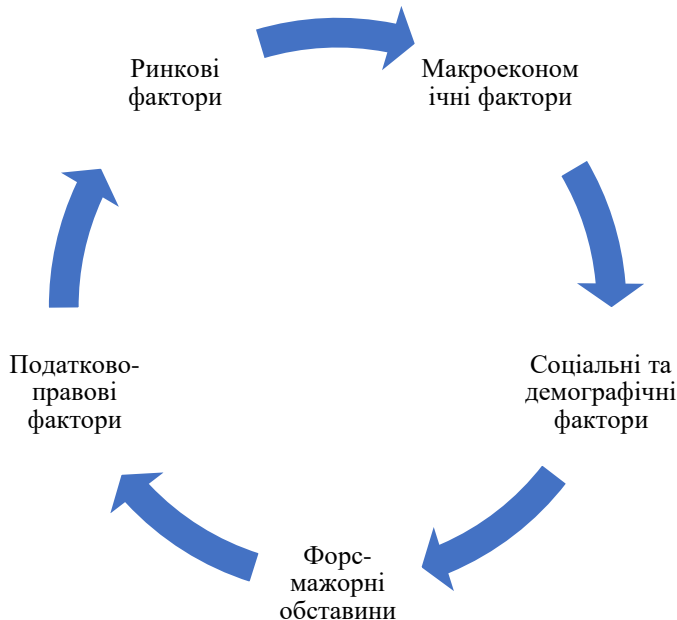 Ринкові
фактори
Макроеконом
ічні фактори
Соціальні та
демографічні
фактори
Форс-
мажорні
обставини
Податково-
правові
фактори